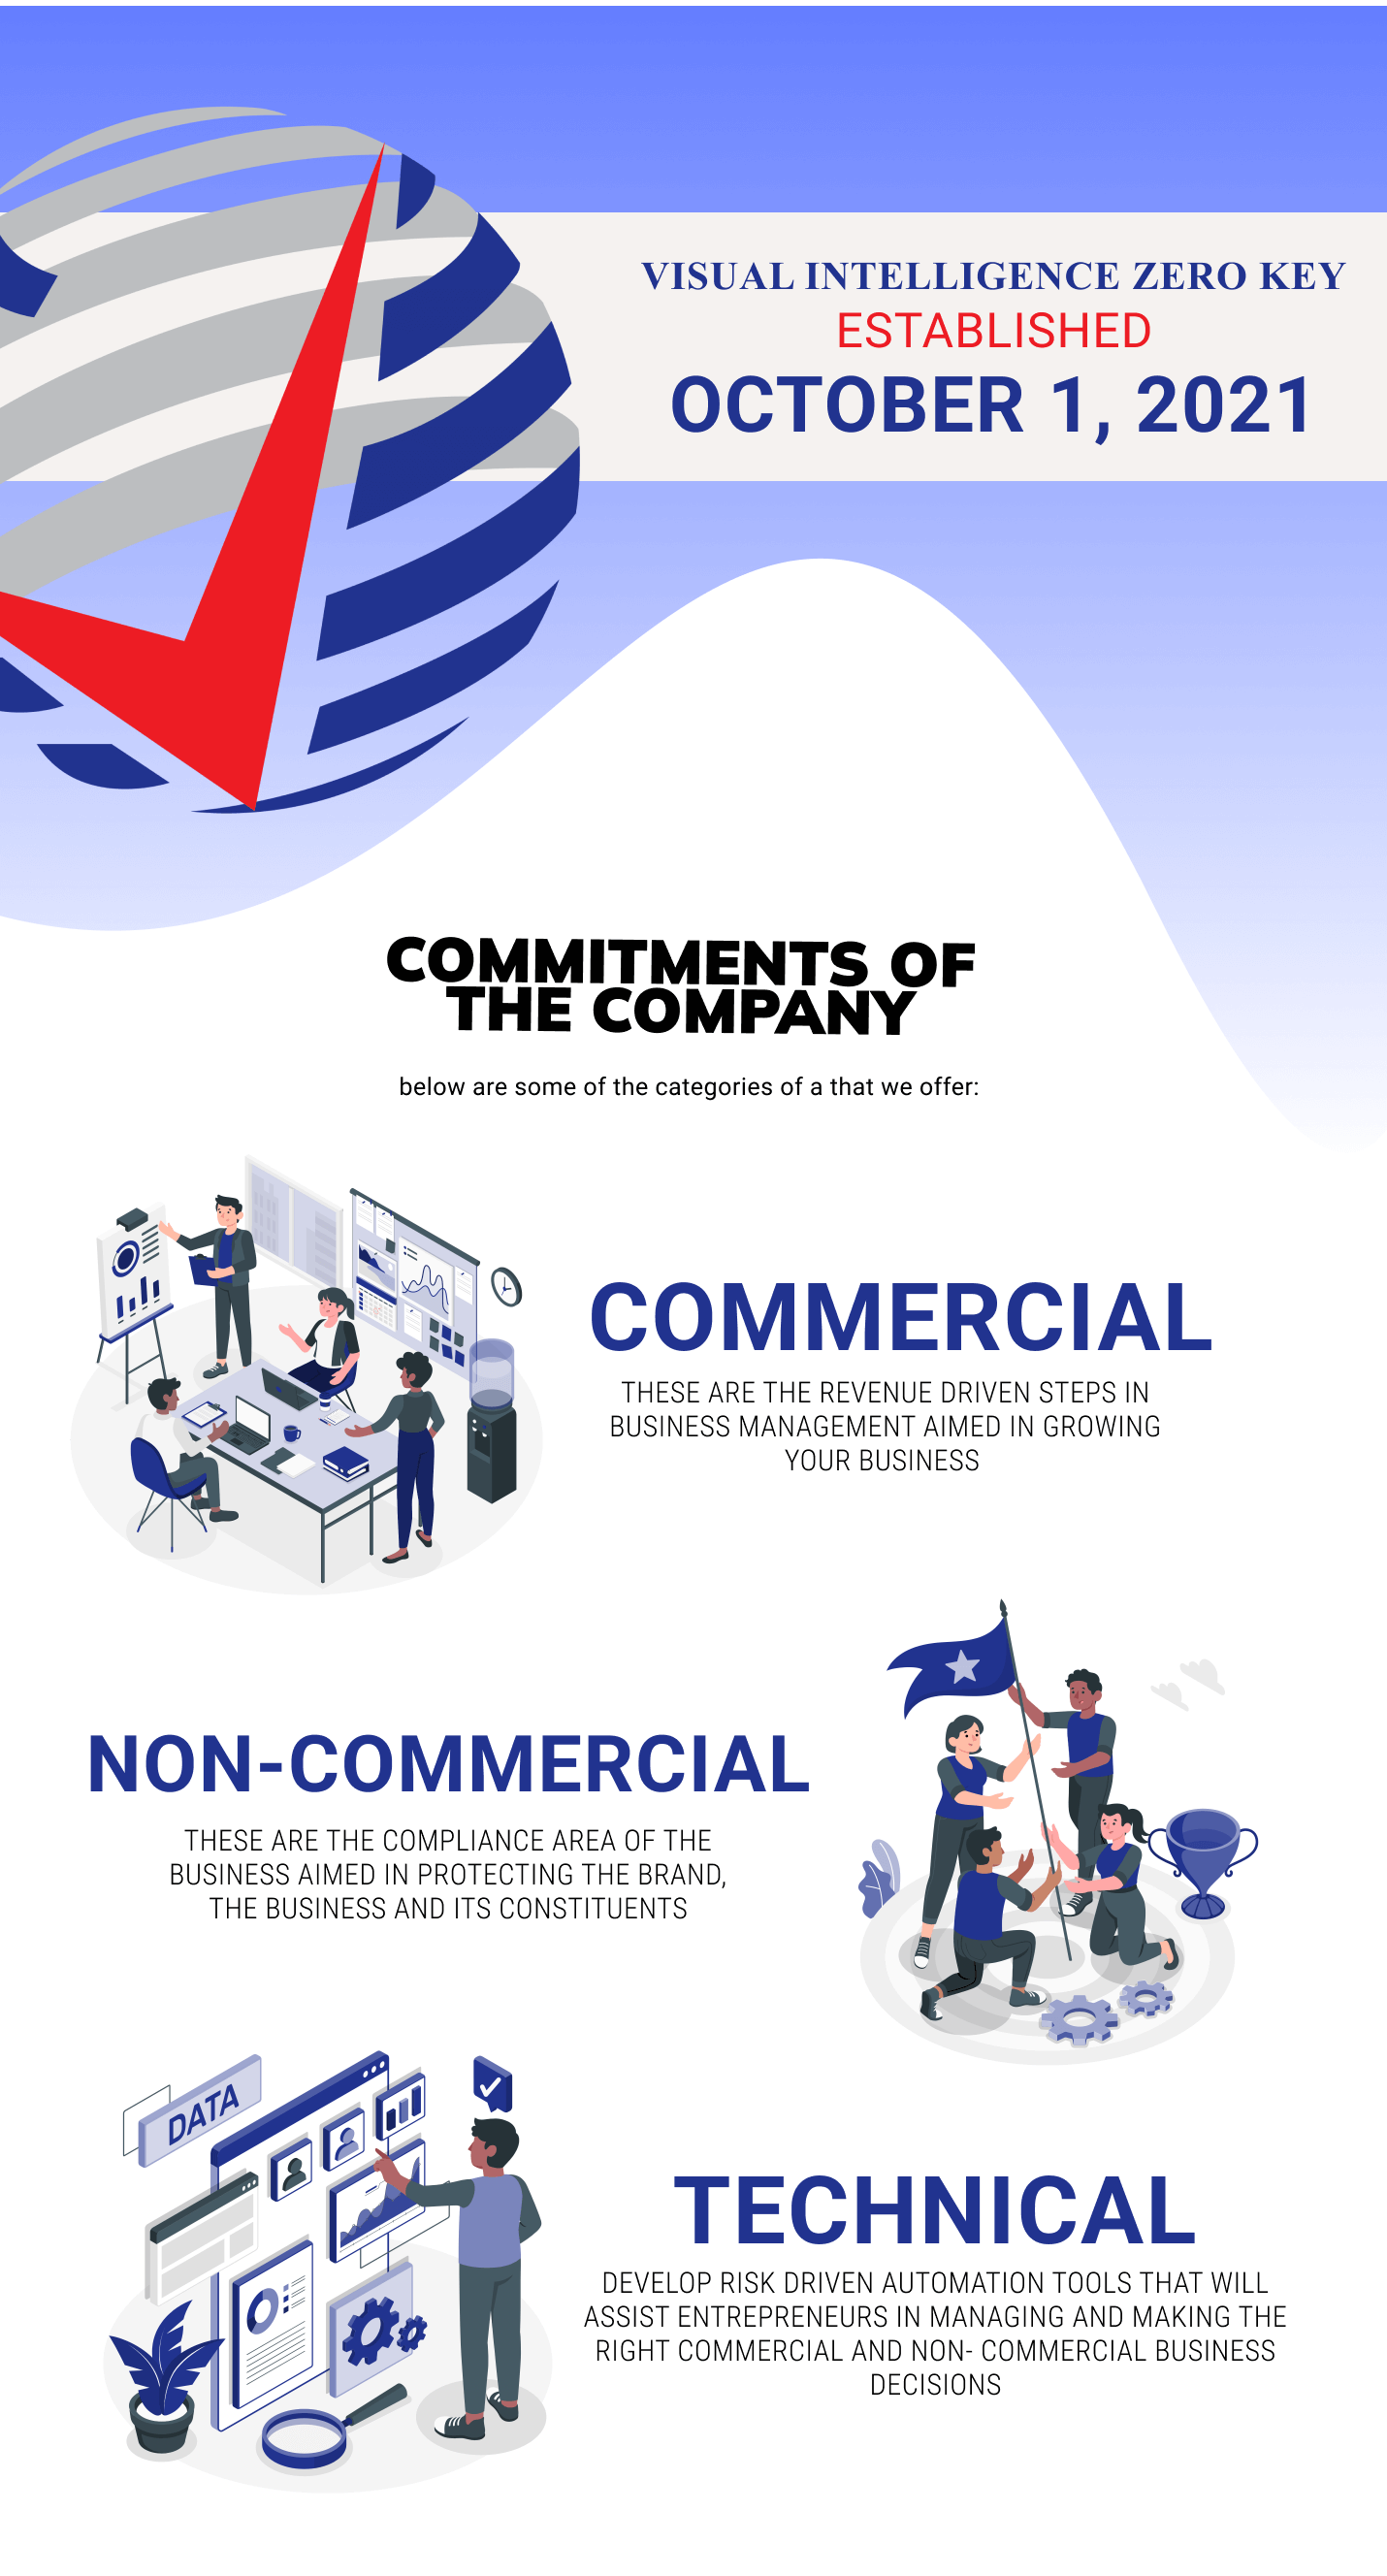 VISUAL INTELLIGENCE ZERO KEY
ESTABLISHED
OCTOBER 1, 2021
COMMITMENTS OF
THE COMPANY
below are some of the categories of a that we offer:
COMMERCIAL
THESE ARE THE REVENUE DRIVEN STEPS IN
BUSINESS MANAGEMENT AIMED IN GROWING
YOUR BUSINESS
NON-COMMERCIAL
THESE ARE THE COMPLIANCE AREA OF THE
BUSINESS AIMED IN PROTECTING THE BRAND,
THE BUSINESS AND ITS CONSTITUENTS
DATA
TECHNICAL
DEVELOP RISK DRIVEN AUTOMATION TOOLS THAT WILL
ASSIST ENTREPRENEURS IN MANAGING AND MAKING THE
RIGHT COMMERCIAL AND NON- COMMERCIAL BUSINESS
DECISIONS